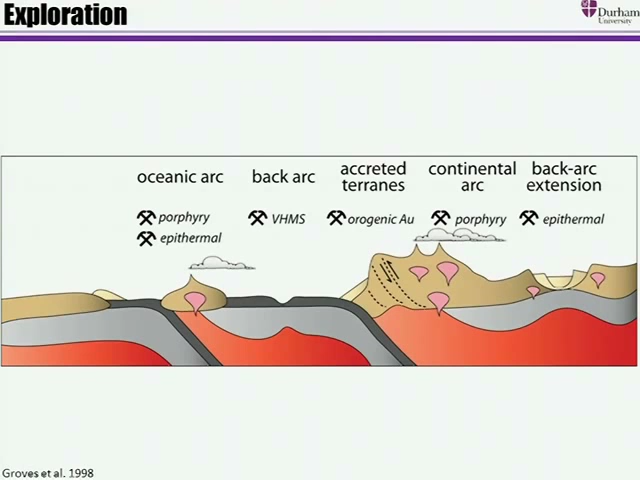 Exploration
Durham
University
oceanic arc
back arc
accreted
terranes
continental
arc
back-arc
extension
porphyry
epithermal
VHMS
orogenic Au
porphyry
epithermal
Groves et al. 1998